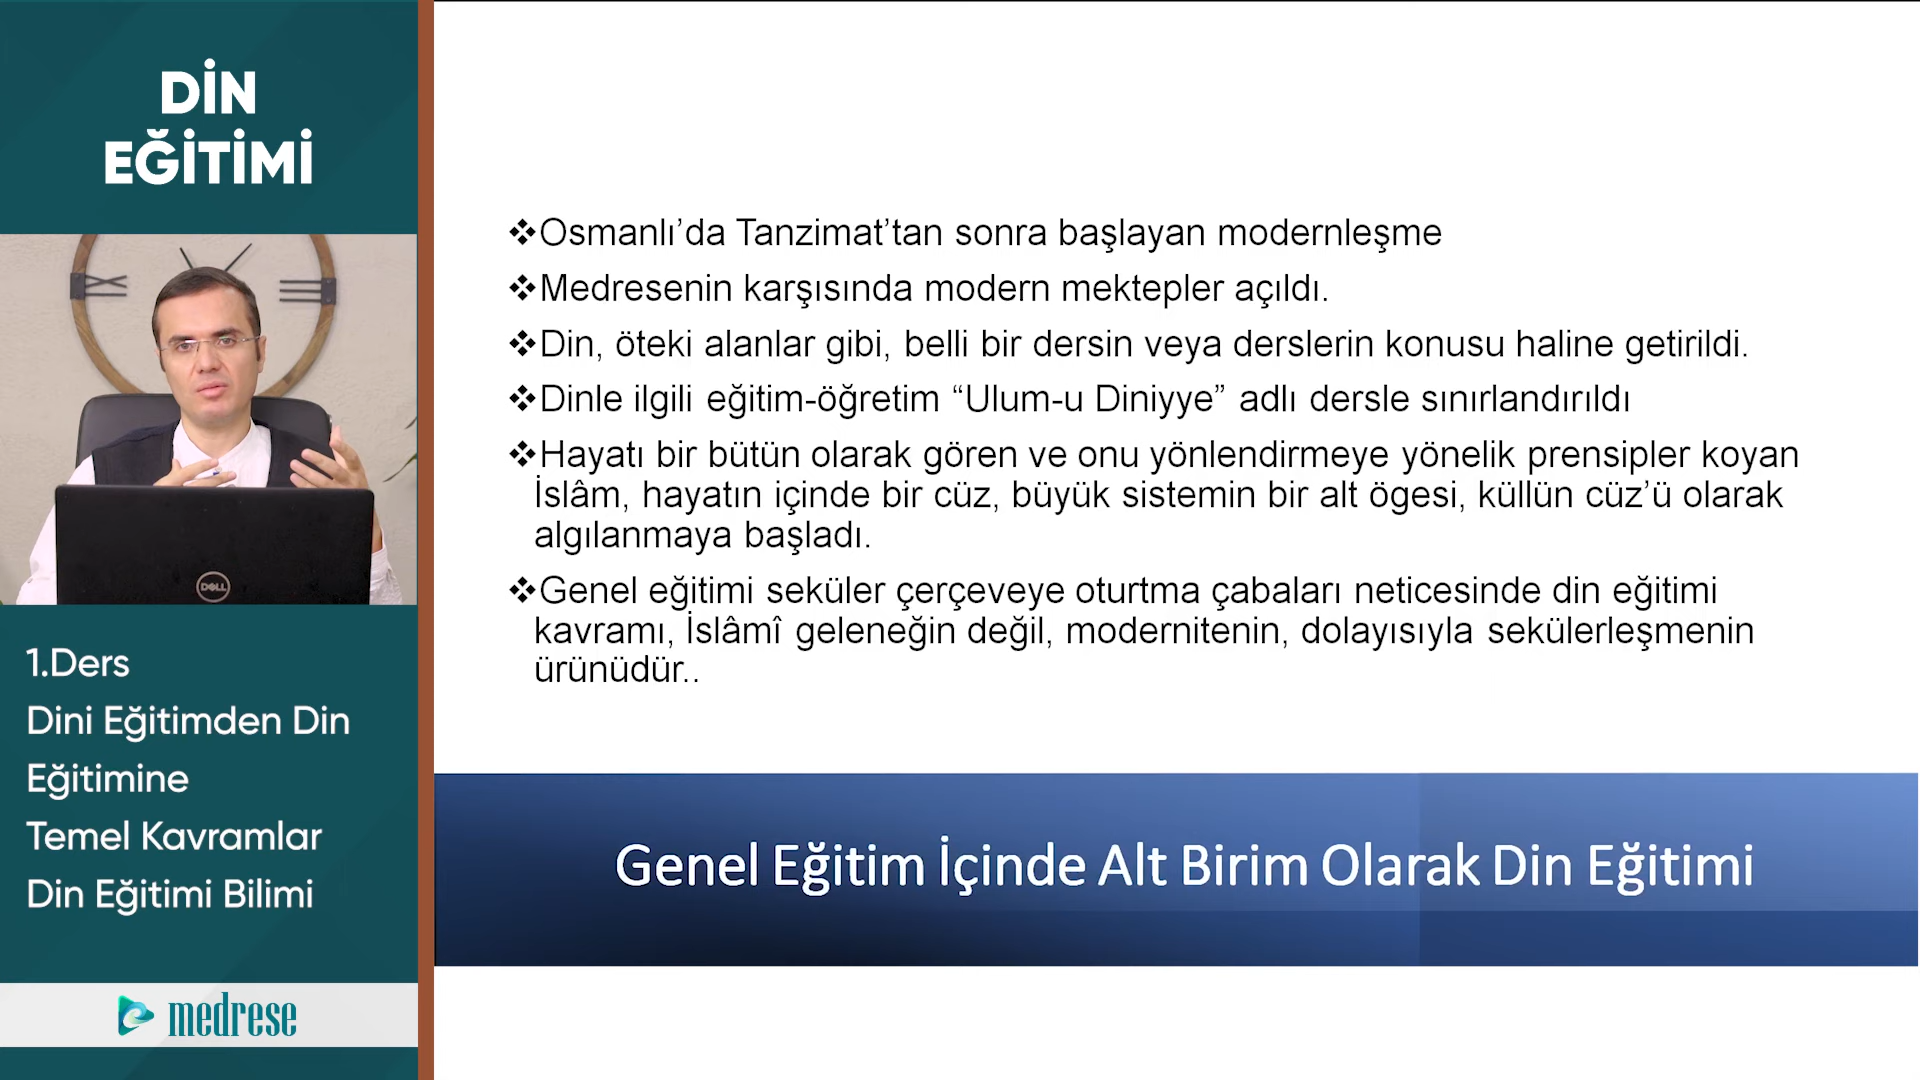 DİN
EĞİTİMİ
DELL
1.Ders
Dini Eğitimden Din
Eğitimine
Temel Kavramlar
Din Eğitimi Bilimi
medrese
❖Osmanlı’da Tanzimat’tan sonra başlayan modernleşme
❖Medresenin karşısında modern mektepler açıldı.
❖Din, öteki alanlar gibi, belli bir dersin veya derslerin konusu haline getirildi.
❖Dinle ilgili eğitim-öğretim “Ulum-u Diniyye” adlı dersle sınırlandırıldı
❖Hayatı bir bütün olarak gören ve onu yönlendirmeye yönelik prensipler koyan
İslâm, hayatın içinde bir cüz, büyük sistemin bir alt ögesi, küllün cüz’ü olarak
algılanmaya başladı.
❖Genel eğitimi seküler çerçeveye oturtma çabaları neticesinde din eğitimi
kavramı, İslâmî geleneğin değil, modernitenin, dolayısıyla sekülerleşmenin
ürünüdür..
Genel Eğitim İçinde Alt Birim Olarak Din Eğitimi